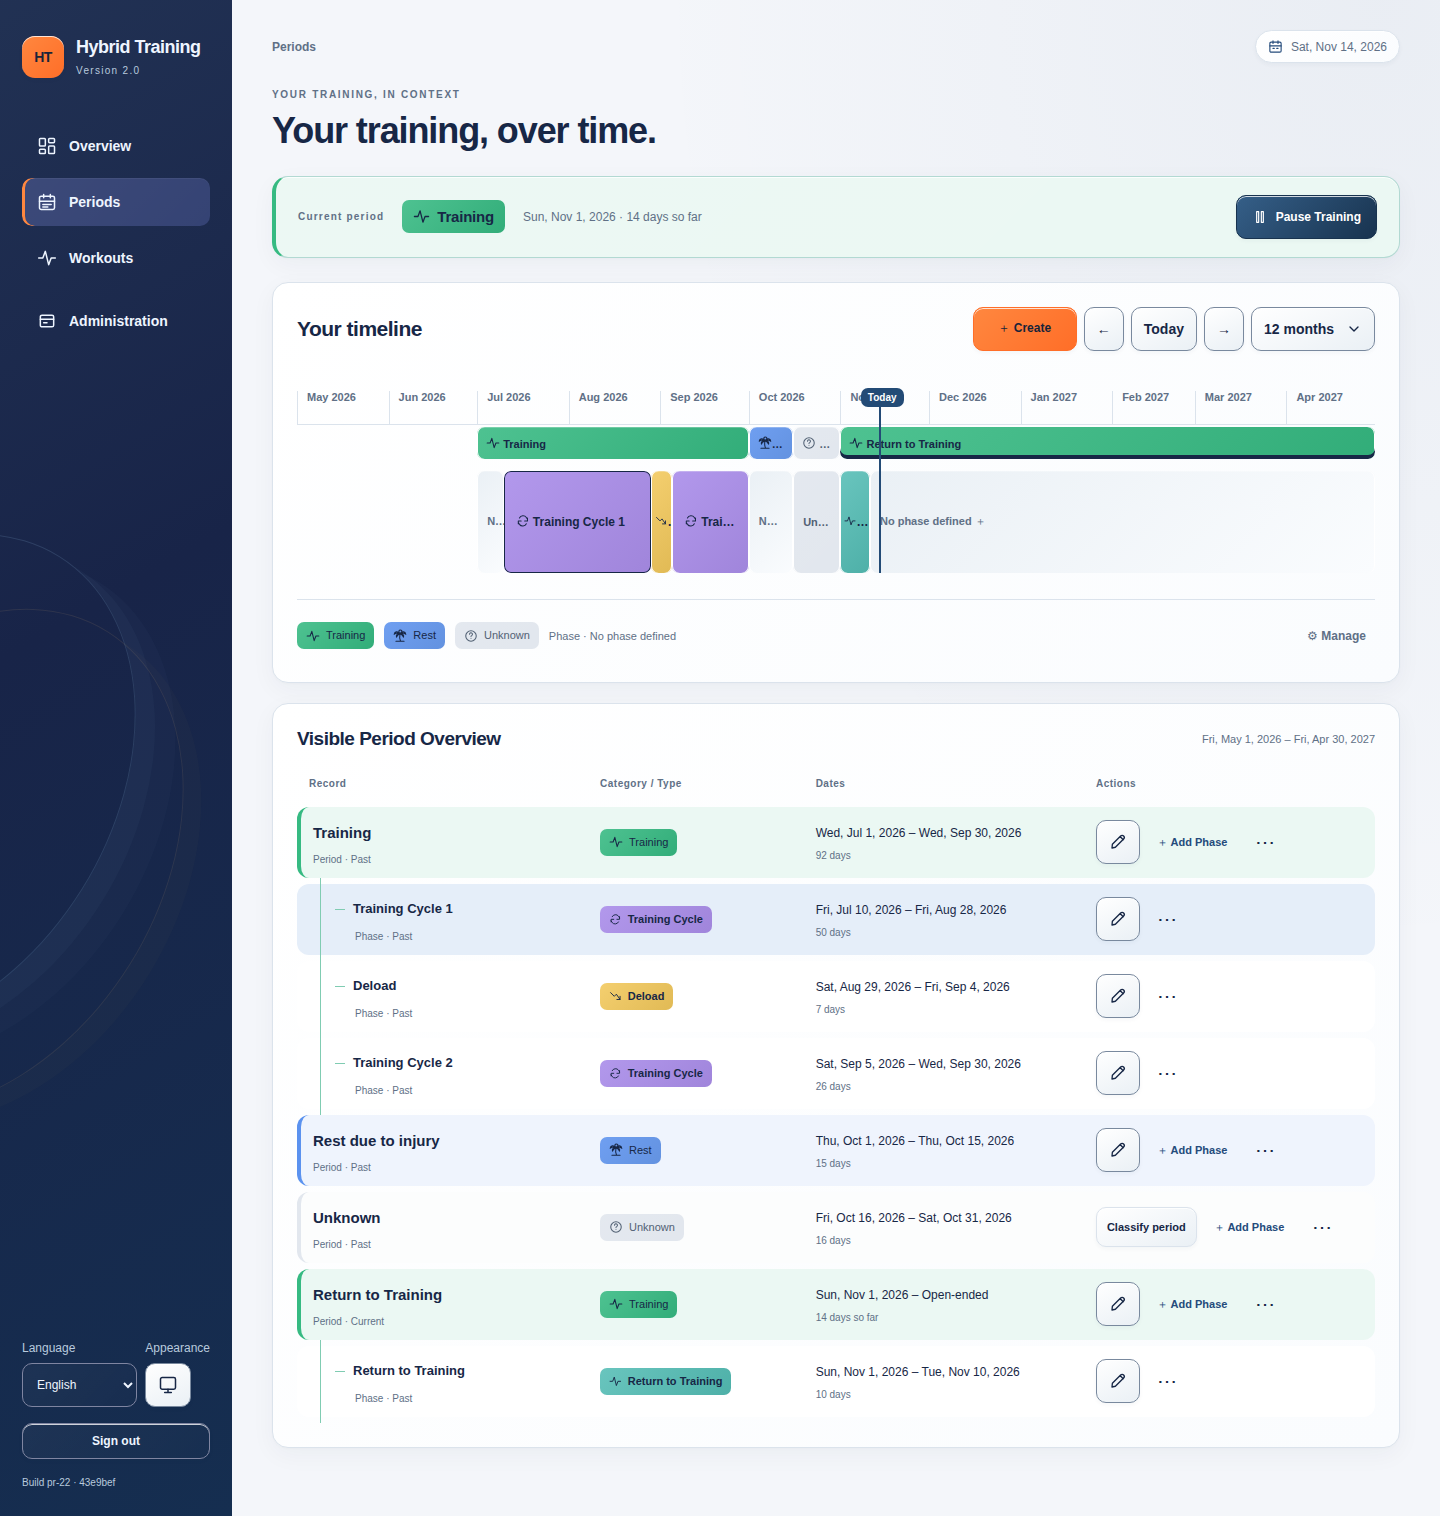 HT
Hybrid Training
Version 2.0
Overview
Periods
Workouts
Administration
Language
Appearance
English
Sign out
Build pr-22 · 43e9bef
Periods
Sat, Nov 14, 2026
YOUR TRAINING, IN CONTEXT
Your training, over time.
Current period
Training
Sun, Nov 1, 2026 · 14 days so far
Pause Training
Your timeline
+ Create
←
Today
→
12 months
May 2026
Jun 2026
Jul 2026
Aug 2026
Sep 2026
Oct 2026
Today
Dec 2026
Jan 2027
Feb 2027
Mar 2027
Apr 2027
Training
...
...
Return to Training
N...
Training Cycle 1
Trai...
N...
Un...
...
No phase defined +
Training
Rest
Unknown
Phase · No phase defined
⚙ Manage
Visible Period Overview
Fri, May 1, 2026 – Fri, Apr 30, 2027
Record
Category / Type
Dates
Actions
Training
Period · Past
Training
Wed, Jul 1, 2026 – Wed, Sep 30, 2026
92 days
+ Add Phase
···
— Training Cycle 1
Phase · Past
Training Cycle
Fri, Jul 10, 2026 – Fri, Aug 28, 2026
50 days
···
— Deload
Phase · Past
Deload
Sat, Aug 29, 2026 – Fri, Sep 4, 2026
7 days
···
— Training Cycle 2
Phase · Past
Training Cycle
Sat, Sep 5, 2026 – Wed, Sep 30, 2026
26 days
···
Rest due to injury
Period · Past
Rest
Thu, Oct 1, 2026 – Thu, Oct 15, 2026
15 days
+ Add Phase
···
Unknown
Period · Past
Unknown
Fri, Oct 16, 2026 – Sat, Oct 31, 2026
16 days
Classify period
+ Add Phase
···
Return to Training
Period · Current
Training
Sun, Nov 1, 2026 – Open-ended
14 days so far
+ Add Phase
···
— Return to Training
Phase · Past
Return to Training
Sun, Nov 1, 2026 – Tue, Nov 10, 2026
10 days
···